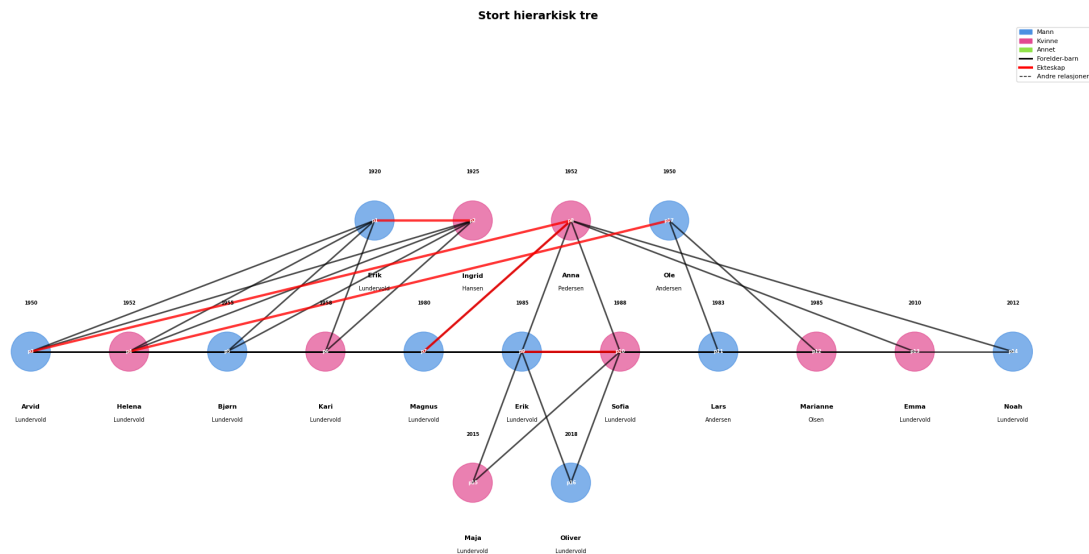 Stort hierarkisk tre
Mann
Kvinne
Annet
Forelder-barn
Ekteskap
Andre relasjoner
1920 1925 1952 1950
Erik Ingrid Anna Ole
Lundervold Hansen Pedersen Andersen
1950 1952 1955 1958 1980 1985 1988 1983 1985 2010 2012
Arvid Helena Bjørn Kari Magnus Erik Sofia Lars Marianne Emma Noah
Lundervold Lundervold Lundervold Lundervold Lundervold Lundervold Lundervold Andersen Olsen Lundervold Lundervold
2015 2018
Maja Oliver
Lundervold Lundervold